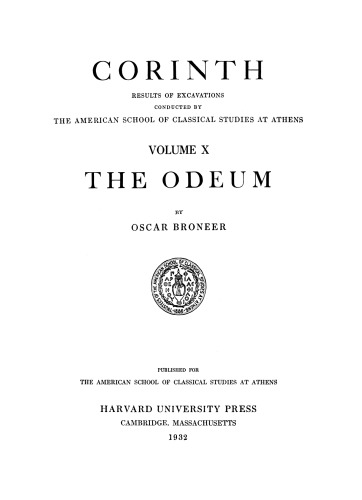 CORINTH
RESULTS OF EXCAVATIONS
CONDUCTED BY
THE AMERICAN SCHOOL OF CLASSICAL STUDIES AT ATHENS
VOLUME X
THE ODEUM
BY
OSCAR BRONEER
PUBLISHED FOR
THE AMERICAN SCHOOL OF CLASSICAL STUDIES AT ATHENS
HARVARD UNIVERSITY PRESS
CAMBRIDGE, MASSACHUSETTS
1932